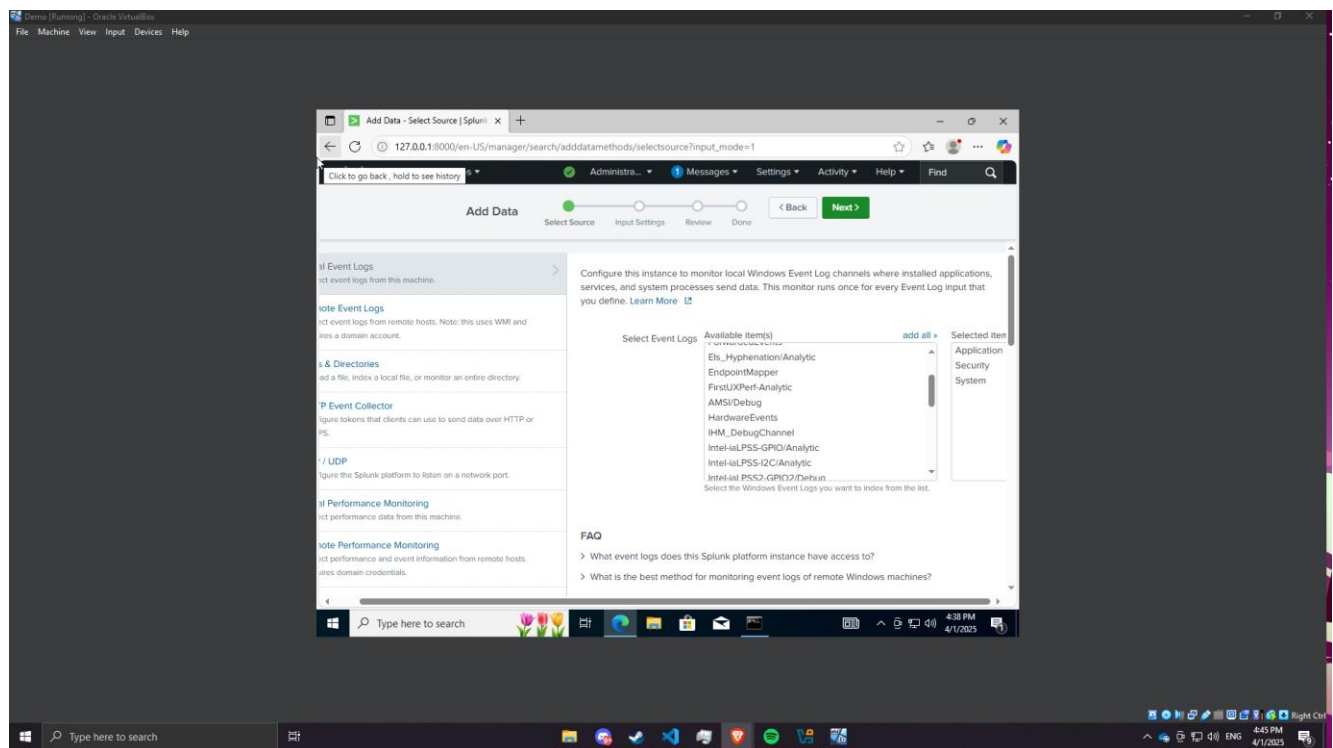 Demo [Running] - Oracle VirtualBox
File Machine View Input Devices Help
Add Data - Select Source | Splunk
127.0.0.1:8000/en-US/manager/search/adddatamethods/selectsource?input_mode=1
Click to go back , hold to see history
Administra... 1 Messages Settings Activity Help Find
Add Data
Select Source Input Settings Review Done
< Back Next >
al Event Logs
ct event logs from this machine.
note Event Logs
ct event logs from remote hosts. Note: this uses WMI and
ires a domain account.
s & Directories
ad a file, index a local file, or monitor an entire directory.
P Event Collector
igure tokens that clients can use to send data over HTTP or
PS.
/ UDP
igure the Splunk platform to listen on a network port.
al Performance Monitoring
ct performance data from this machine.
note Performance Monitoring
ct performance and event information from remote hosts.
ires domain credentials.
Configure this instance to monitor local Windows Event Log channels where installed applications,
services, and system processes send data. This monitor runs once for every Event Log input that
you define. Learn More
Select Event Logs
Available item(s) add all »
ForwardedEvents
Els_Hyphenation/Analytic
EndpointMapper
FirstUXPerf-Analytic
AMSI/Debug
HardwareEvents
IHM_DebugChannel
Intel-iaLPSS-GPIO/Analytic
Intel-iaLPSS-I2C/Analytic
Intel-iaLPSS2-GPIO2/Debug
Selected item
Application
Security
System
Select the Windows Event Logs you want to index from the list.
FAQ
> What event logs does this Splunk platform instance have access to?
> What is the best method for monitoring event logs of remote Windows machines?
Type here to search
4:38 PM
4/1/2025
Right Ctrl
Type here to search
ENG
4:45 PM
4/1/2025